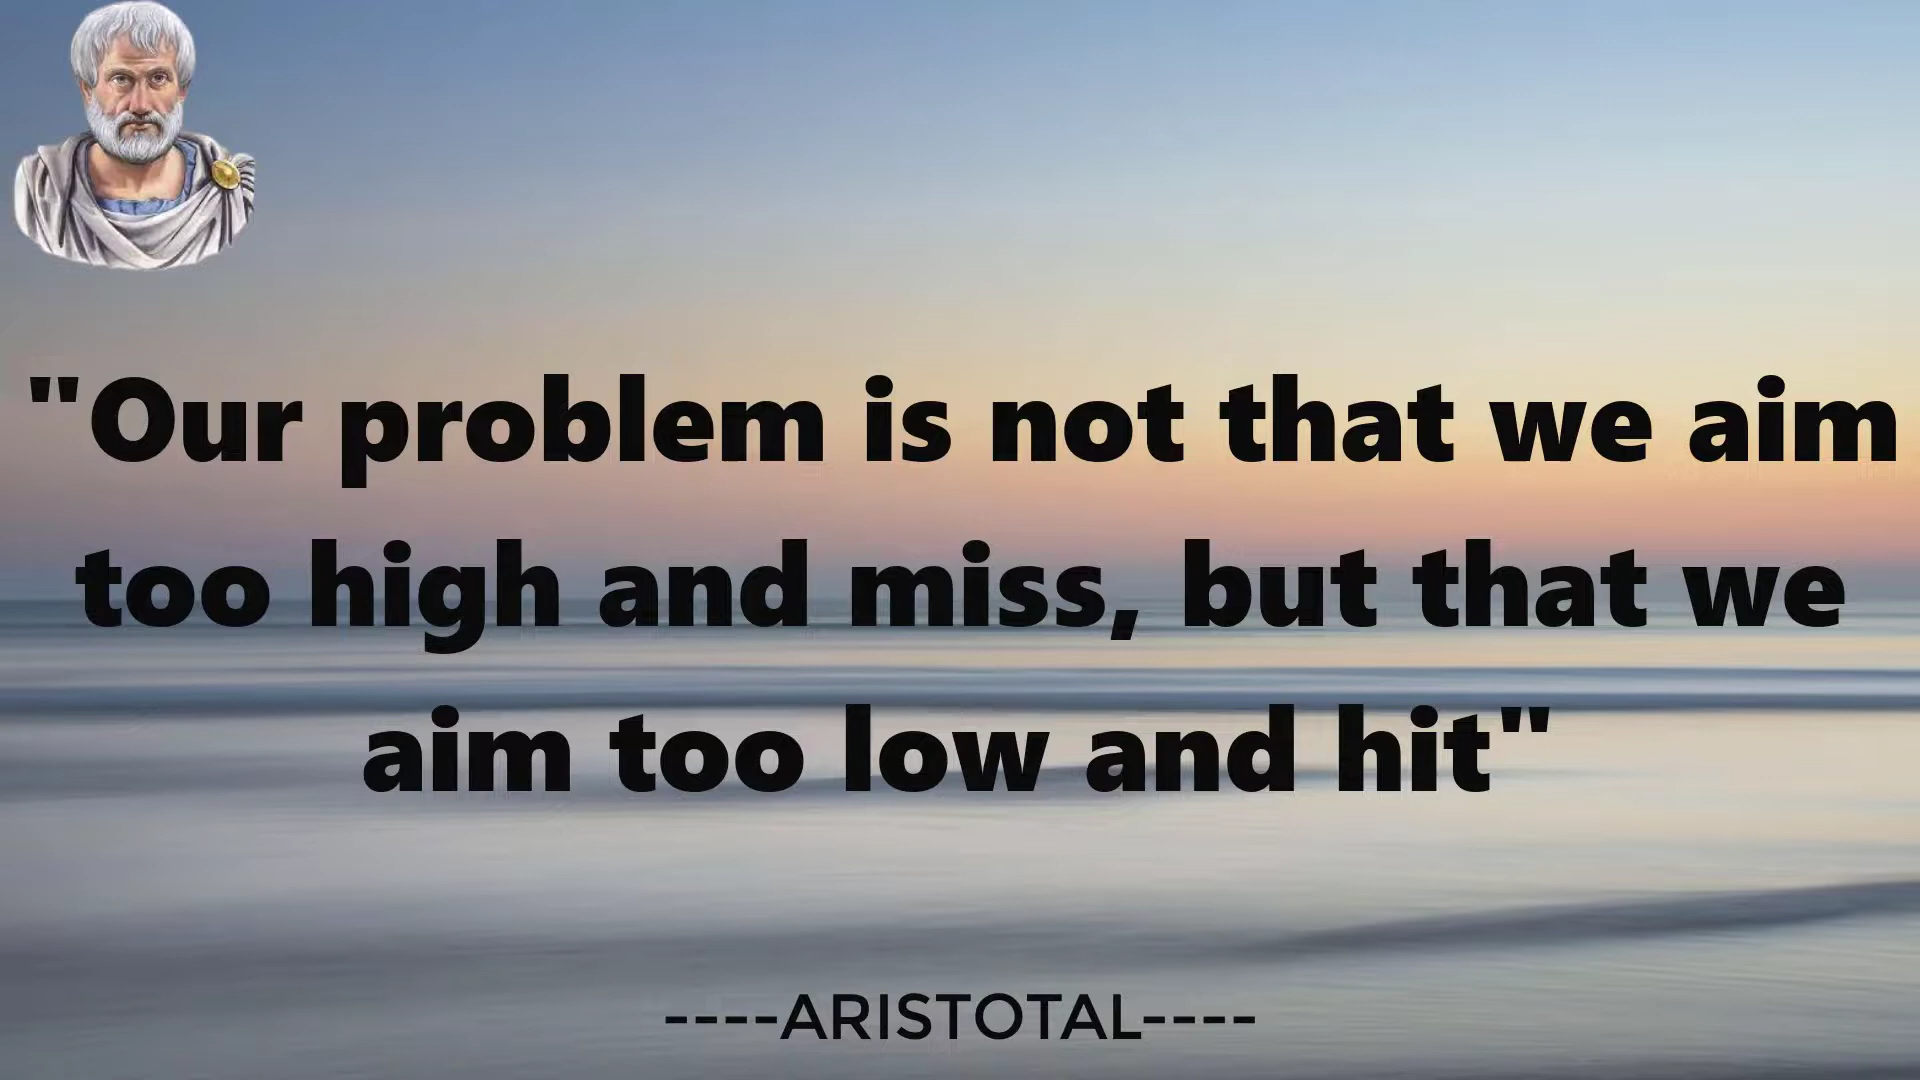 "Our problem is not that we aim
too high and miss, but that we
aim too low and hit"
----ARISTOTAL----